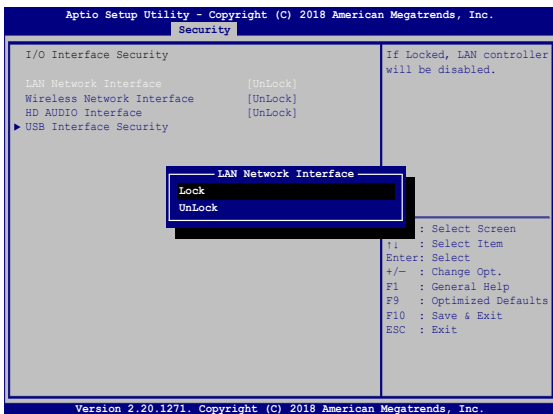 Aptio Setup Utility - Copyright (C) 2018 American Megatrends, Inc.
Security
I/O Interface Security
LAN Network Interface [UnLock]
Wireless Network Interface [UnLock]
HD AUDIO Interface [UnLock]
▶ USB Interface Security
If Locked, LAN controller
will be disabled.
LAN Network Interface
Lock
UnLock
: Select Screen
↑↓ : Select Item
Enter: Select
+/— : Change Opt.
F1 : General Help
F9 : Optimized Defaults
F10 : Save & Exit
ESC : Exit
Version 2.20.1271. Copyright (C) 2018 American Megatrends, Inc.